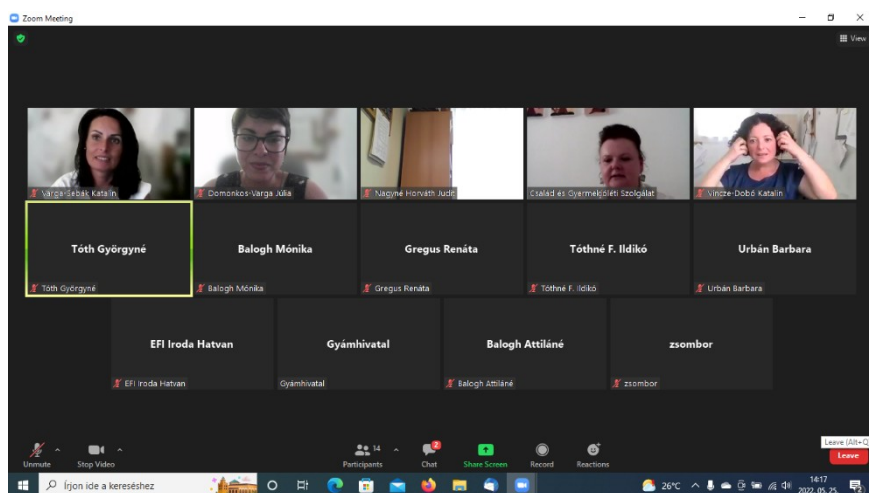 Zoom Meeting
View
Varga-Sebák Katalin
Domonkos-Varga Júlia
Nagyné Horváth Judit
Család és Gyermekjóléti Szolgálat
Vincze-Dobó Katalin
Tóth Györgyné
Balogh Mónika
Gregus Renáta
Tóthné F. Ildikó
Urbán Barbara
Tóth Györgyné
Balogh Mónika
Gregus Renáta
Tóthné F. Ildikó
Urbán Barbara
EFI Iroda Hatvan
Gyámhivatal
Balogh Attiláné
zsombor
EFI Iroda Hatvan
Gyámhivatal
Balogh Attiláné
zsombor
Leave (Alt+Q
14
2
Unmute
Stop Video
Participants
Chat
Share Screen
Record
Reactions
Leave
Írjon ide a kereséshez
26°C
14:17
2022. 05. 25.
2